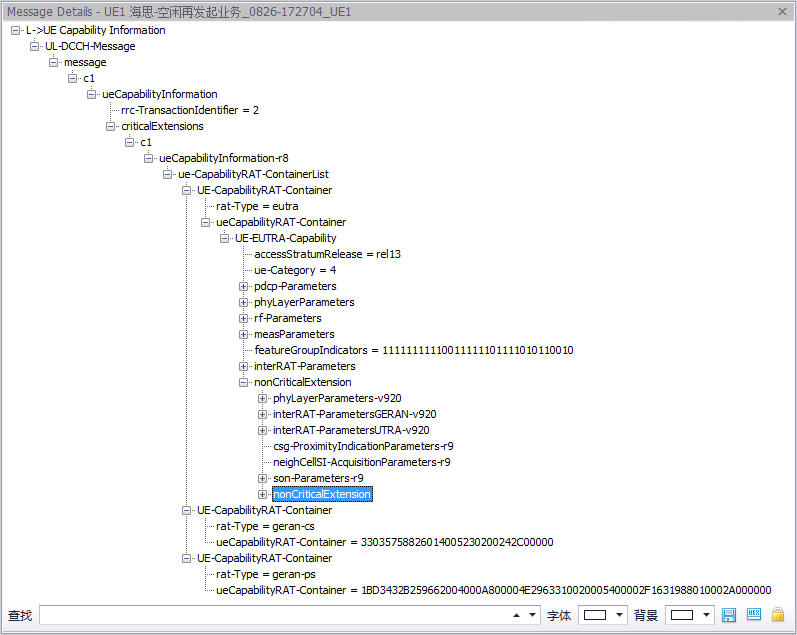 Message Details - UE1 海思-空闲再发起业务_0826-172704_UE1
L->UE Capability Information
UL-DCCH-Message
message
c1
ueCapabilityInformation
rrc-TransactionIdentifier = 2
criticalExtensions
c1
ueCapabilityInformation-r8
ue-CapabilityRAT-ContainerList
UE-CapabilityRAT-Container
rat-Type = eutra
ueCapabilityRAT-Container
UE-EUTRA-Capability
accessStratumRelease = rel13
ue-Category = 4
pdcp-Parameters
phyLayerParameters
rf-Parameters
measParameters
featureGroupIndicators = 11111111110011111101111010110010
interRAT-Parameters
nonCriticalExtension
phyLayerParameters-v920
interRAT-ParametersGERAN-v920
interRAT-ParametersUTRA-v920
csg-ProximityIndicationParameters-r9
neighCellSI-AcquisitionParameters-r9
son-Parameters-r9
nonCriticalExtension
UE-CapabilityRAT-Container
rat-Type = geran-cs
ueCapabilityRAT-Container = 33035758826014005230200242C00000
UE-CapabilityRAT-Container
rat-Type = geran-ps
ueCapabilityRAT-Container = 1BD3432B259662004000A800004E2963310020005400002F1631988010002A000000
查找 字体 背景 HEX